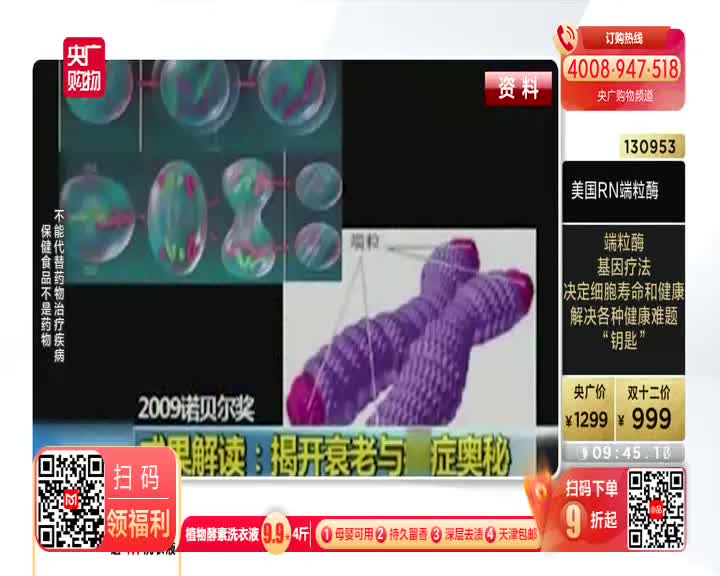 央广
购物
资料
订购热线
4008·947·518
央广购物频道
130953
美国RN端粒酶
端粒酶
基因疗法
决定细胞寿命和健康
解决各种健康难题
“钥匙”
央广价
¥1299
双十二价
¥999
09:45.18
不能代替药物治疗疾病
保健食品不是药物
端粒
2009诺贝尔奖
成果解读：揭开衰老与 症奥秘
扫码
领福利
植物酵素洗衣液 9.9 4斤
①母婴可用 ②持久留香 ③深层去渍 ④天津包邮
扫码下单
9折起